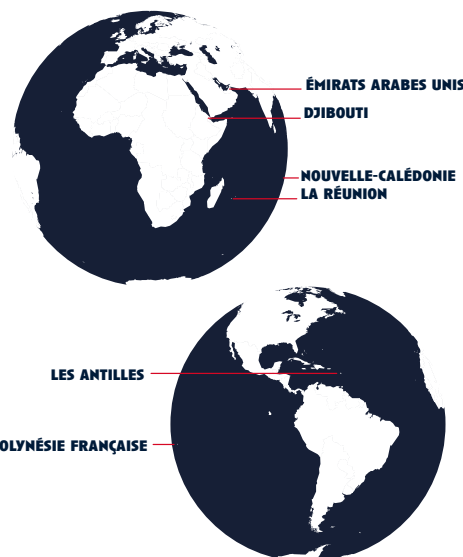 ÉMIRATS ARABES UNIS
DJIBOUTI
NOUVELLE-CALÉDONIE
LA RÉUNION
LES ANTILLES
OLYNÉSIE FRANÇAISE